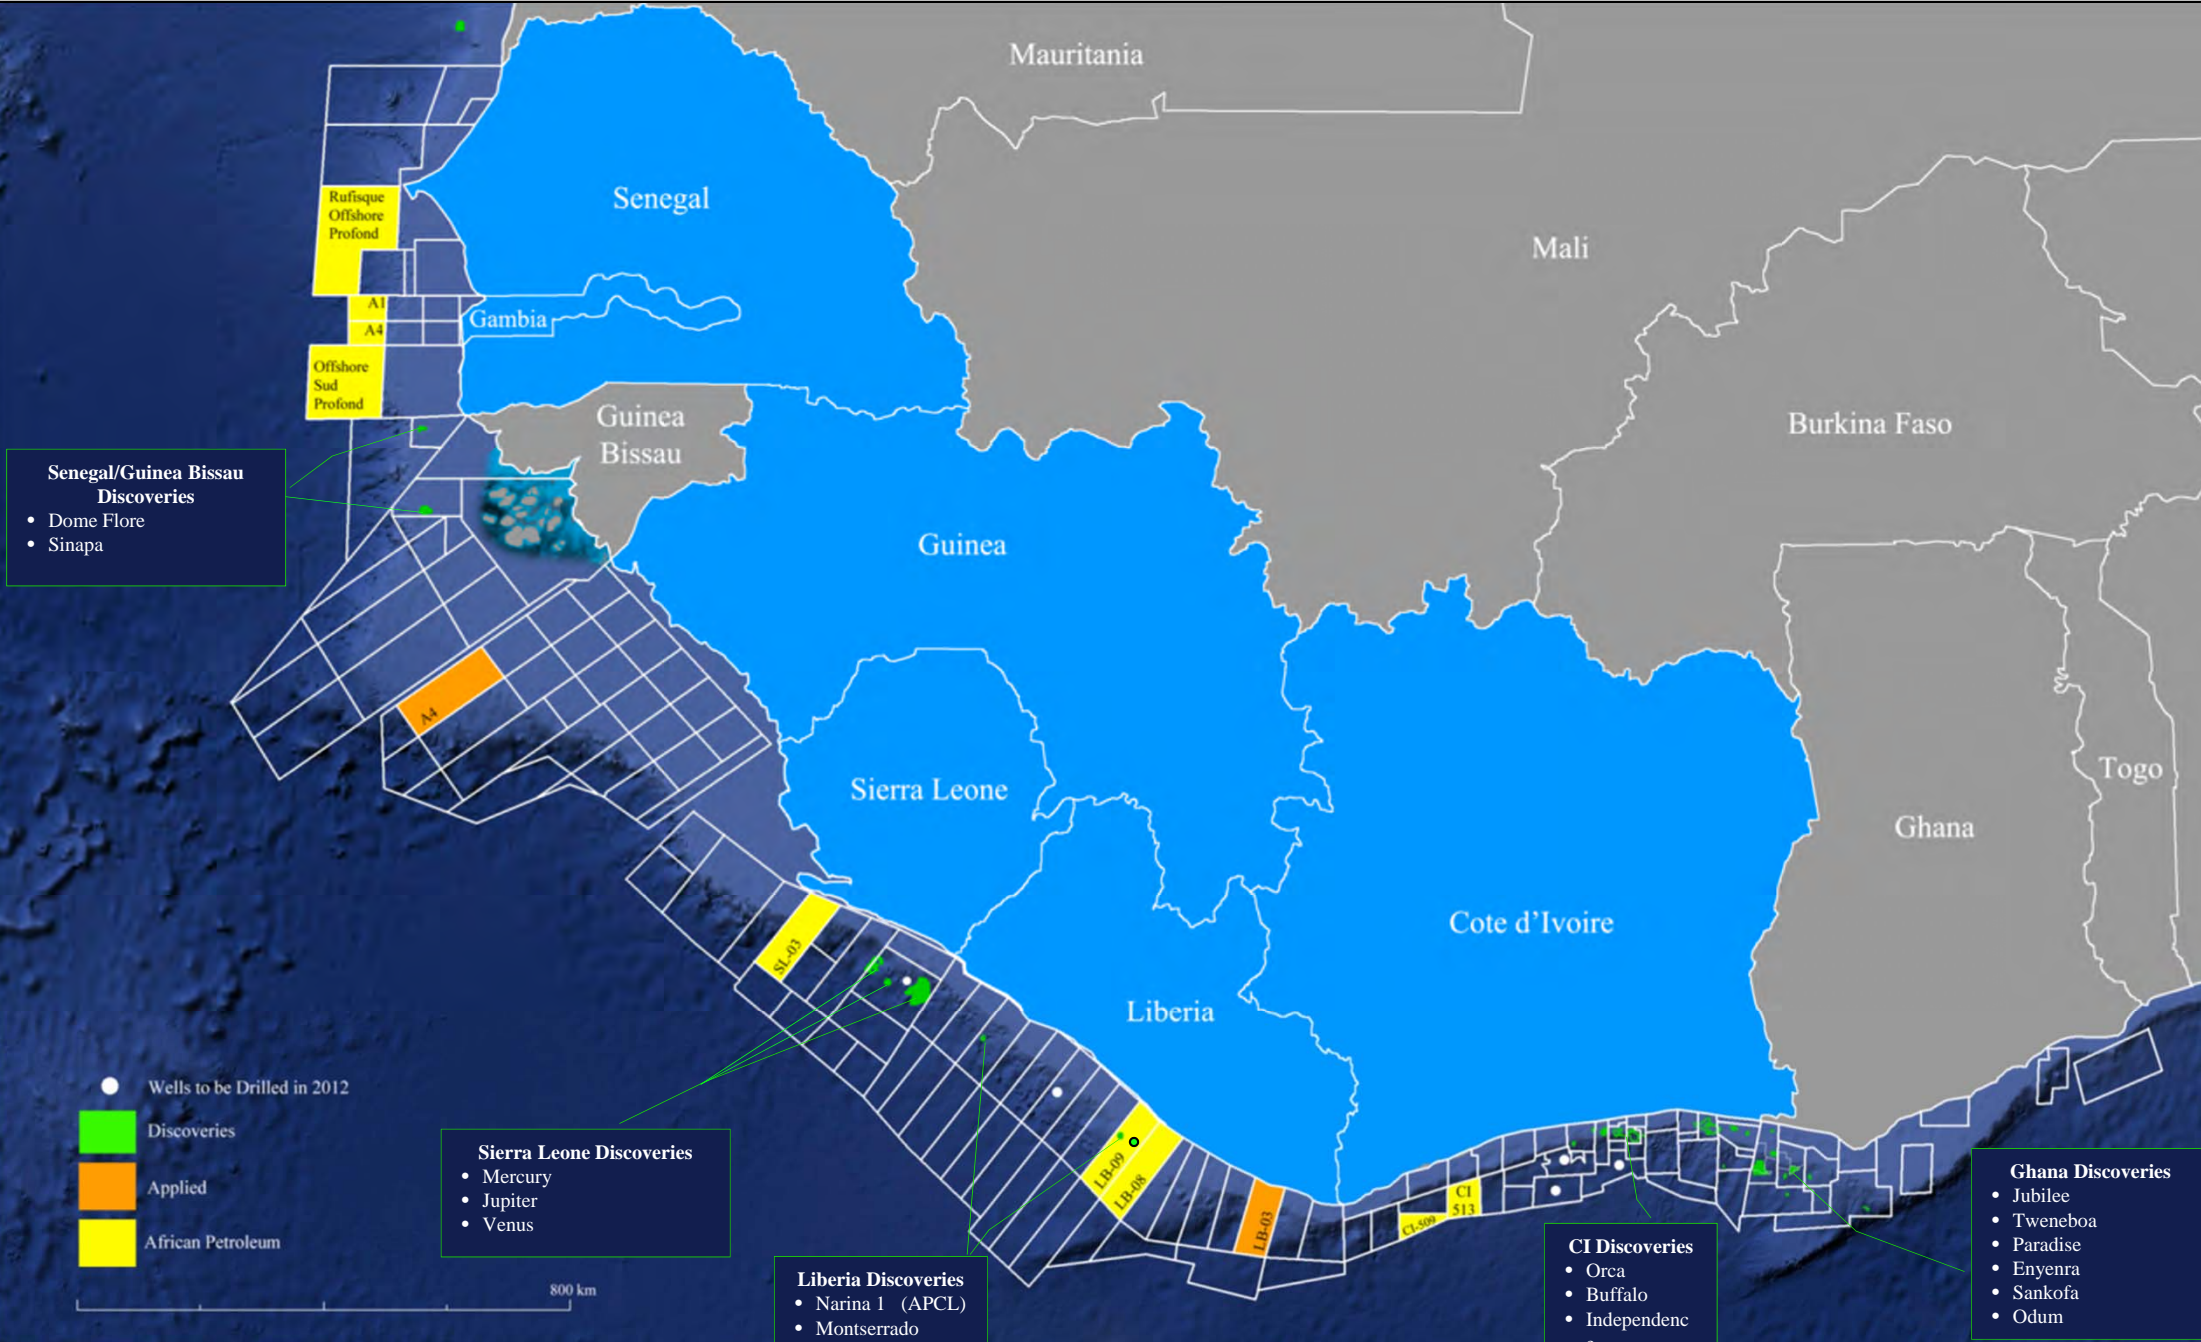 Mauritania
Senegal
Mali
Rufisque
Offshore
Profond
A1
A4
Gambia
Offshore
Sud
Profond
Guinea
Bissau
Burkina Faso
Senegal/Guinea Bissau
Discoveries
• Dome Flore
• Sinapa
Guinea
A4
Sierra Leone
Togo
Ghana
Cote d'Ivoire
SL-03
Liberia
Wells to be Drilled in 2012
Discoveries
Applied
African Petroleum
800 km
Sierra Leone Discoveries
• Mercury
• Jupiter
• Venus
LB-09
LB-08
LB-03
CI-509
CI
513
Liberia Discoveries
• Narina 1 (APCL)
• Montserrado
CI Discoveries
• Orca
• Buffalo
• Independenc
Ghana Discoveries
• Jubilee
• Tweneboa
• Paradise
• Enyenra
• Sankofa
• Odum